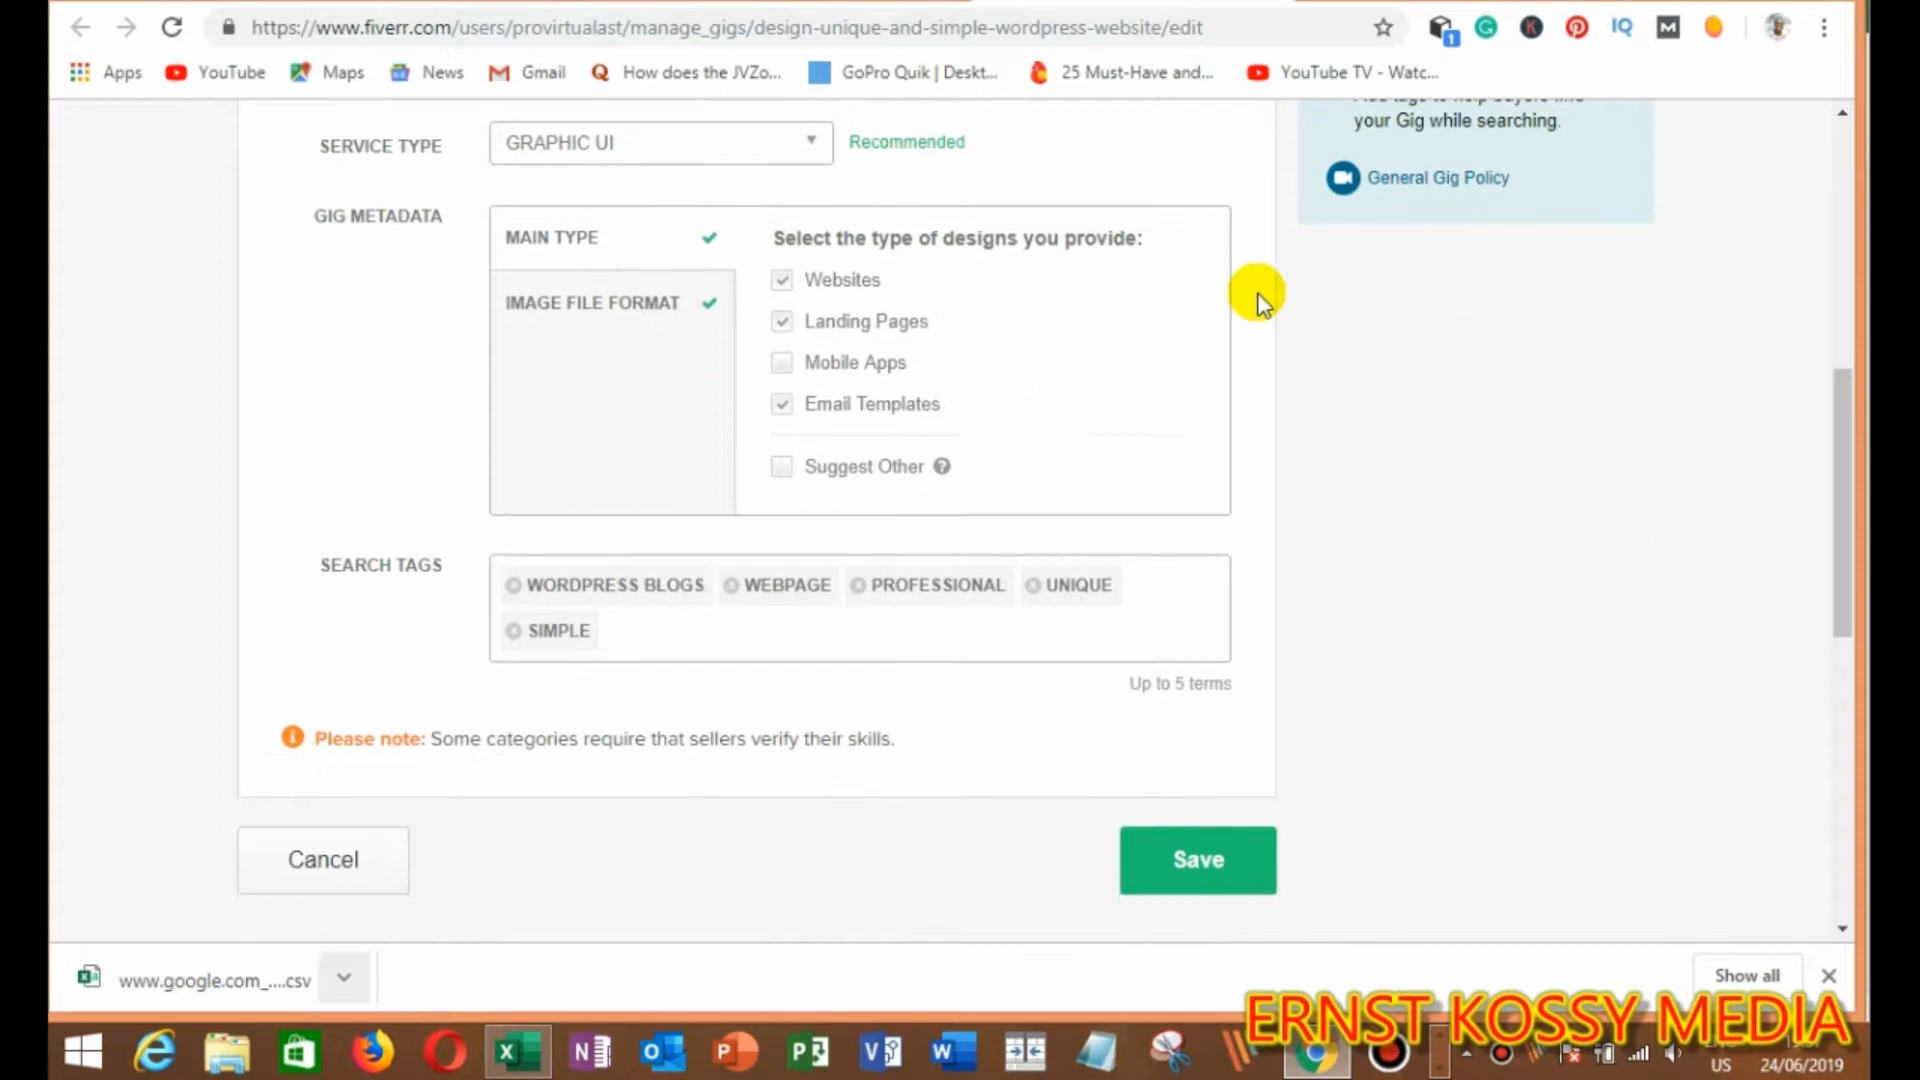 https://www.fiverr.com/users/provirtualast/manage_gigs/design-unique-and-simple-wordpress-website/edit
Apps YouTube Maps News Gmail How does the JVZo... GoPro Quik | Deskt... 25 Must-Have and... YouTube TV - Watc...
your Gig while searching.
General Gig Policy
SERVICE TYPE GRAPHIC UI Recommended
GIG METADATA
MAIN TYPE
IMAGE FILE FORMAT
Select the type of designs you provide:
Websites
Landing Pages
Mobile Apps
Email Templates
Suggest Other
SEARCH TAGS
WORDPRESS BLOGS WEBPAGE PROFESSIONAL UNIQUE
SIMPLE
Up to 5 terms
Please note: Some categories require that sellers verify their skills.
Cancel Save
www.google.com_....csv Show all
ERNST KOSSY MEDIA
US 24/06/2019